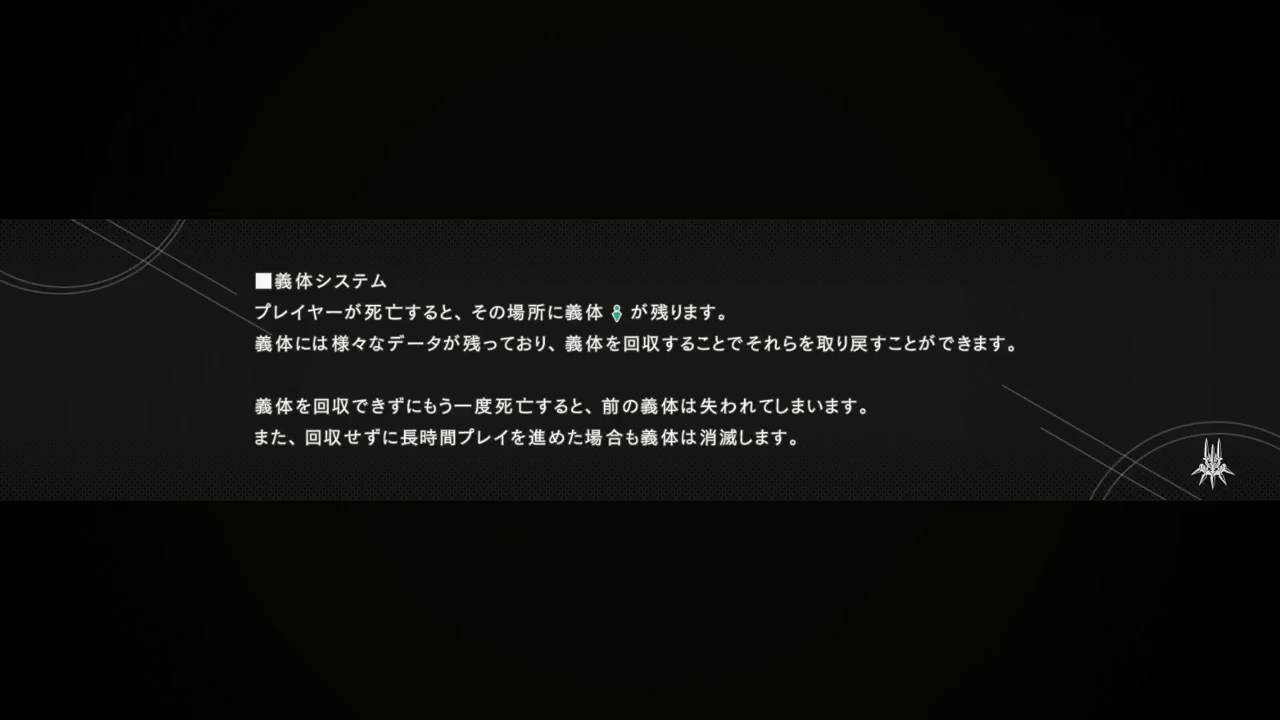 ■義体システム
プレイヤーが死亡すると、その場所に義体が残ります。
義体には様々なデータが残っており、義体を回収することでそれらを取り戻すことができます。
義体を回収できずにもう一度死亡すると、前の義体は失われてしまいます。
また、回収せずに長時間プレイを進めた場合も義体は消滅します。